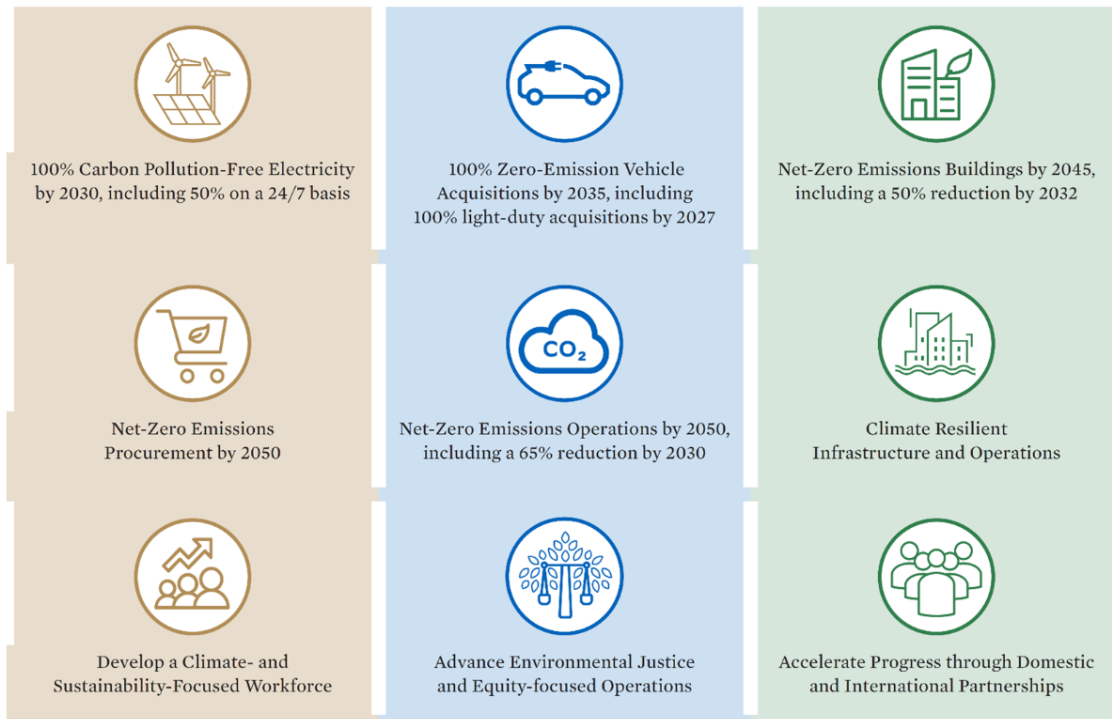 100% Carbon Pollution-Free Electricity
by 2030, including 50% on a 24/7 basis
100% Zero-Emission Vehicle
Acquisitions by 2035, including
100% light-duty acquisitions by 2027
Net-Zero Emissions Buildings by 2045,
including a 50% reduction by 2032
Net-Zero Emissions
Procurement by 2050
CO₂
Net-Zero Emissions Operations by 2050,
including a 65% reduction by 2030
Climate Resilient
Infrastructure and Operations
Develop a Climate- and
Sustainability-Focused Workforce
Advance Environmental Justice
and Equity-focused Operations
Accelerate Progress through Domestic
and International Partnerships